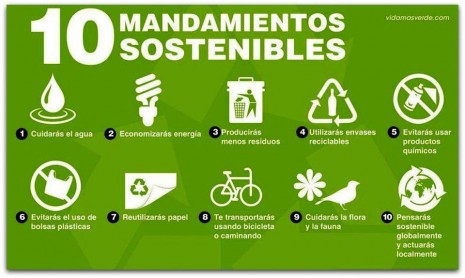 vidamasverde.com
10 MANDAMIENTOS
SOSTENIBLES
1 Cuidarás el agua
2 Economizarás energía
3 Producirás
menos residuos
4 Utilizarás envases
reciclables
5 Evitarás usar
productos
químicos
6 Evitarás el uso de
bolsas plásticas
7 Reutilizarás papel
8 Te transportarás
usando bicicleta
o caminando
9 Cuidarás la flora
y la fauna
10 Pensarás
sostenible
globalmente
y actuarás
localmente